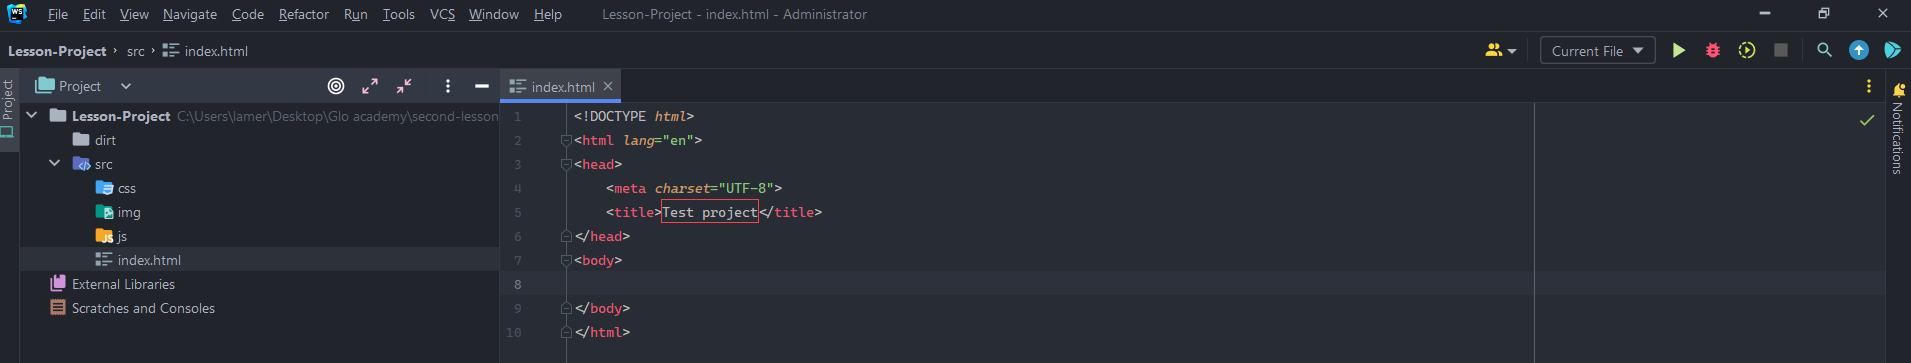 WS File Edit View Navigate Code Refactor Run Tools VCS Window Help Lesson-Project - index.html - Administrator
Lesson-Project › src › index.html Current File
Project
Project
index.html
Lesson-Project C:\Users\lamer\Desktop\Glo academy\second-lesson
dirt
src
css
img
JS js
index.html
External Libraries
Scratches and Consoles
1 <!DOCTYPE html>
2 <html lang="en">
3 <head>
4 <meta charset="UTF-8">
5 <title>Test project</title>
6 </head>
7 <body>
8
9 </body>
10 </html>
Notifications